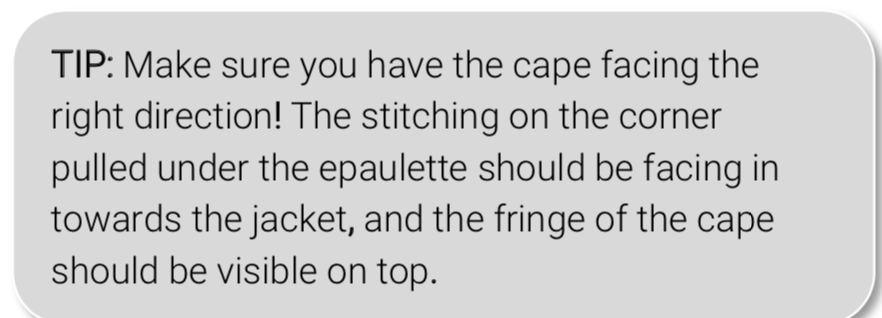 TIP: Make sure you have the cape facing the
right direction! The stitching on the corner
pulled under the epaulette should be facing in
towards the jacket, and the fringe of the cape
should be visible on top.